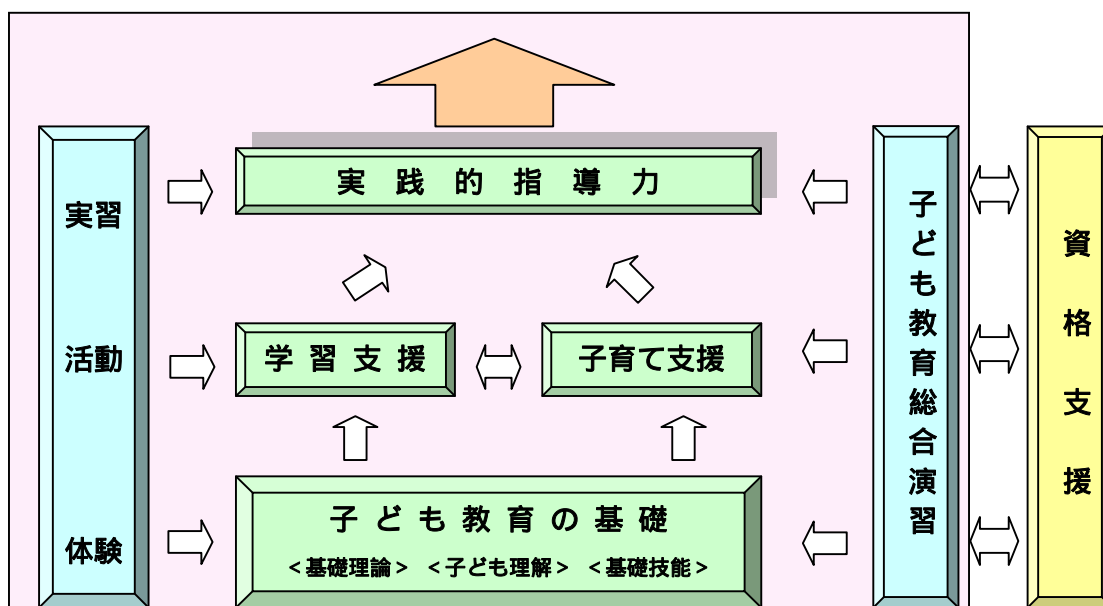 実践的指導力
実習
活動
体験
学習支援
子育て支援
子ども教育の基礎
<基礎理論> <子ども理解> <基礎技能>
子ども教育総合演習
資格支援